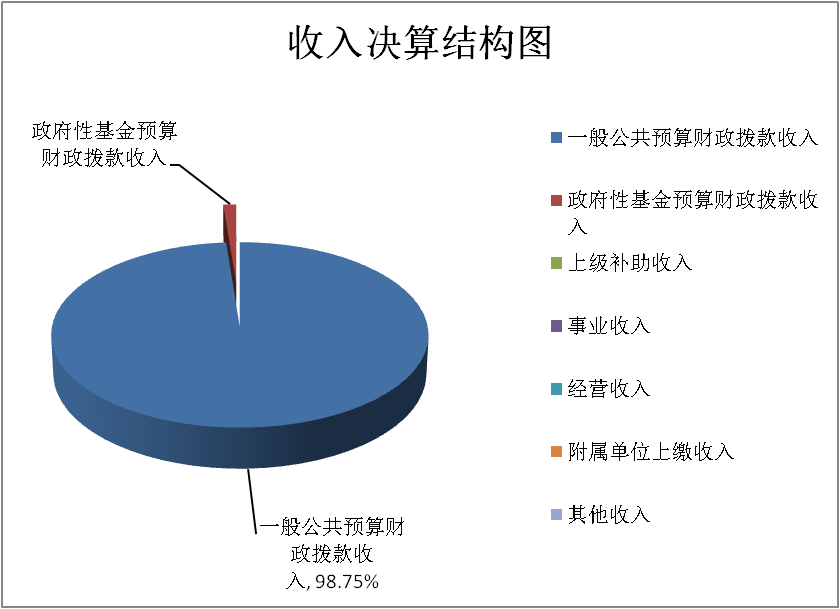 收入决算结构图
政府性基金预算
财政拨款收入
一般公共预算财
政拨款收
入, 98.75%
一般公共预算财政拨款收入
政府性基金预算财政拨款收
入
上级补助收入
事业收入
经营收入
附属单位上缴收入
其他收入